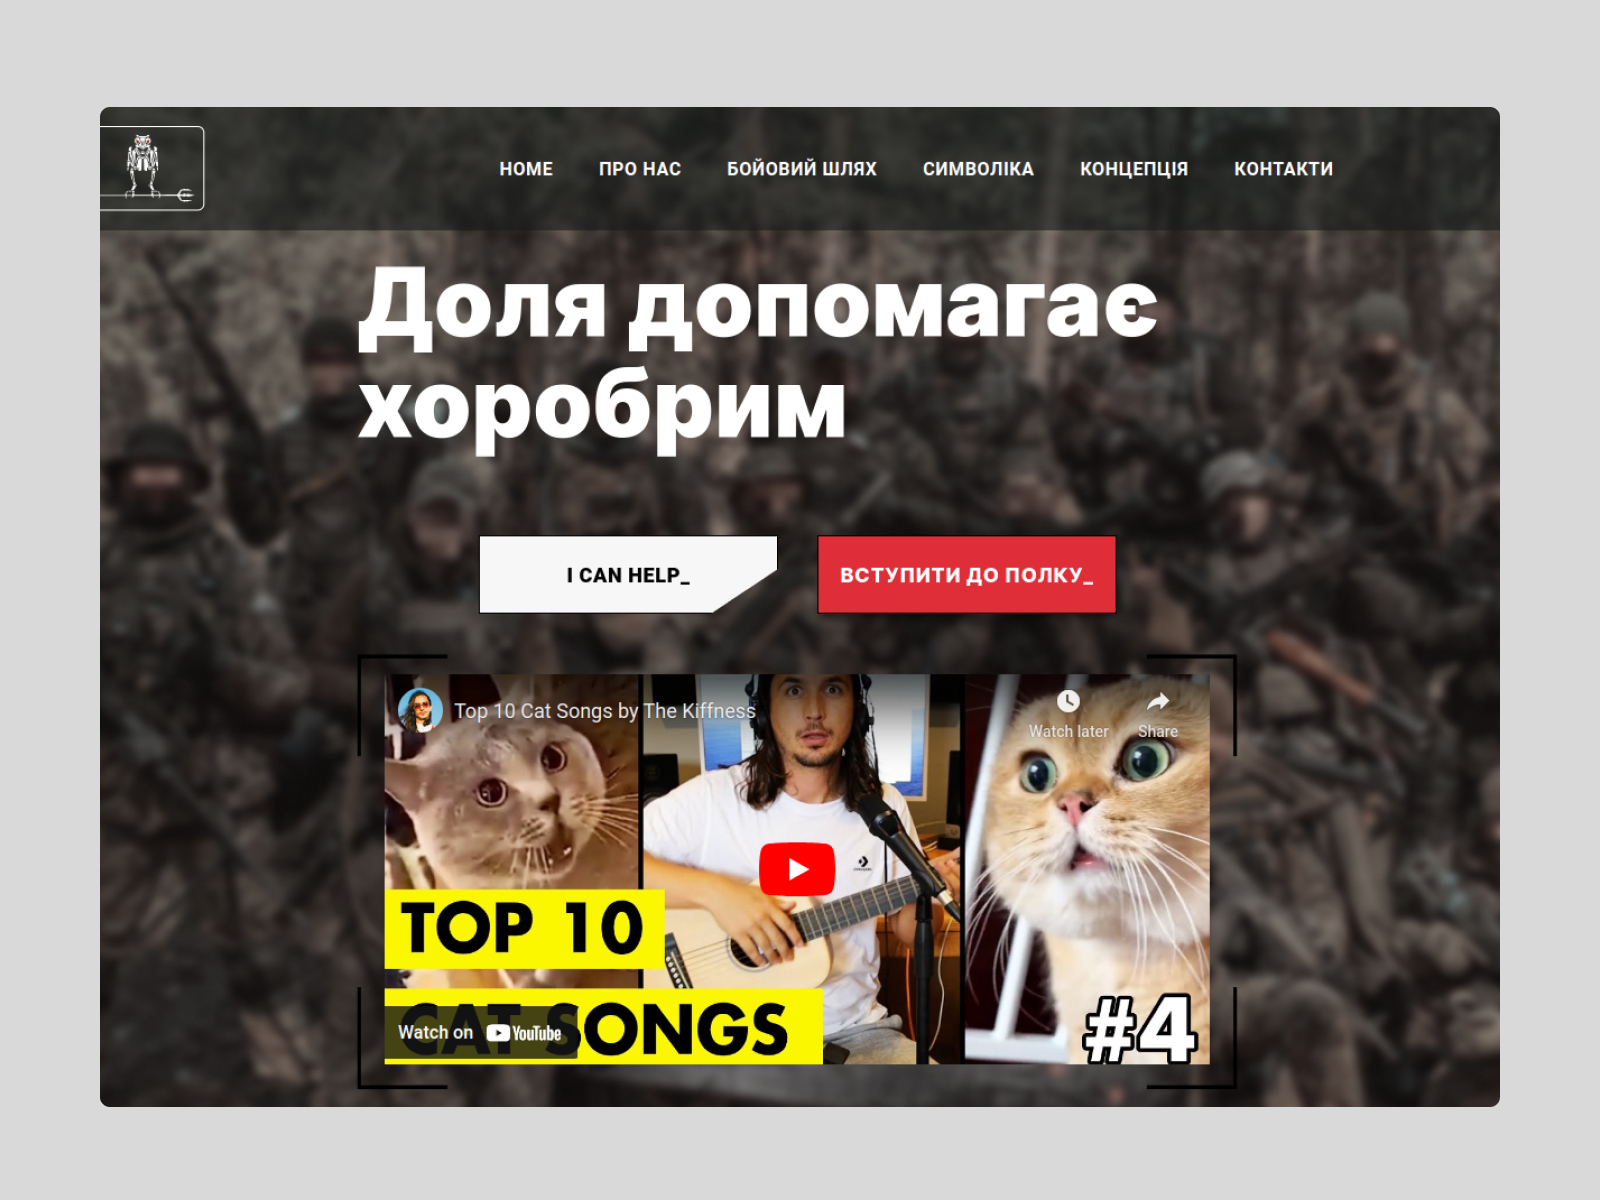 HOME ПРО НАС БОЙОВИЙ ШЛЯХ СИМВОЛІКА КОНЦЕПЦІЯ КОНТАКТИ
Доля допомагає
хоробрим
I CAN HELP_ ВСТУПИТИ ДО ПОЛКУ_
Top 10 Cat Songs by The Kiffness
Watch later Share
TOP 10
CAT SONGS
Watch on YouTube
#4